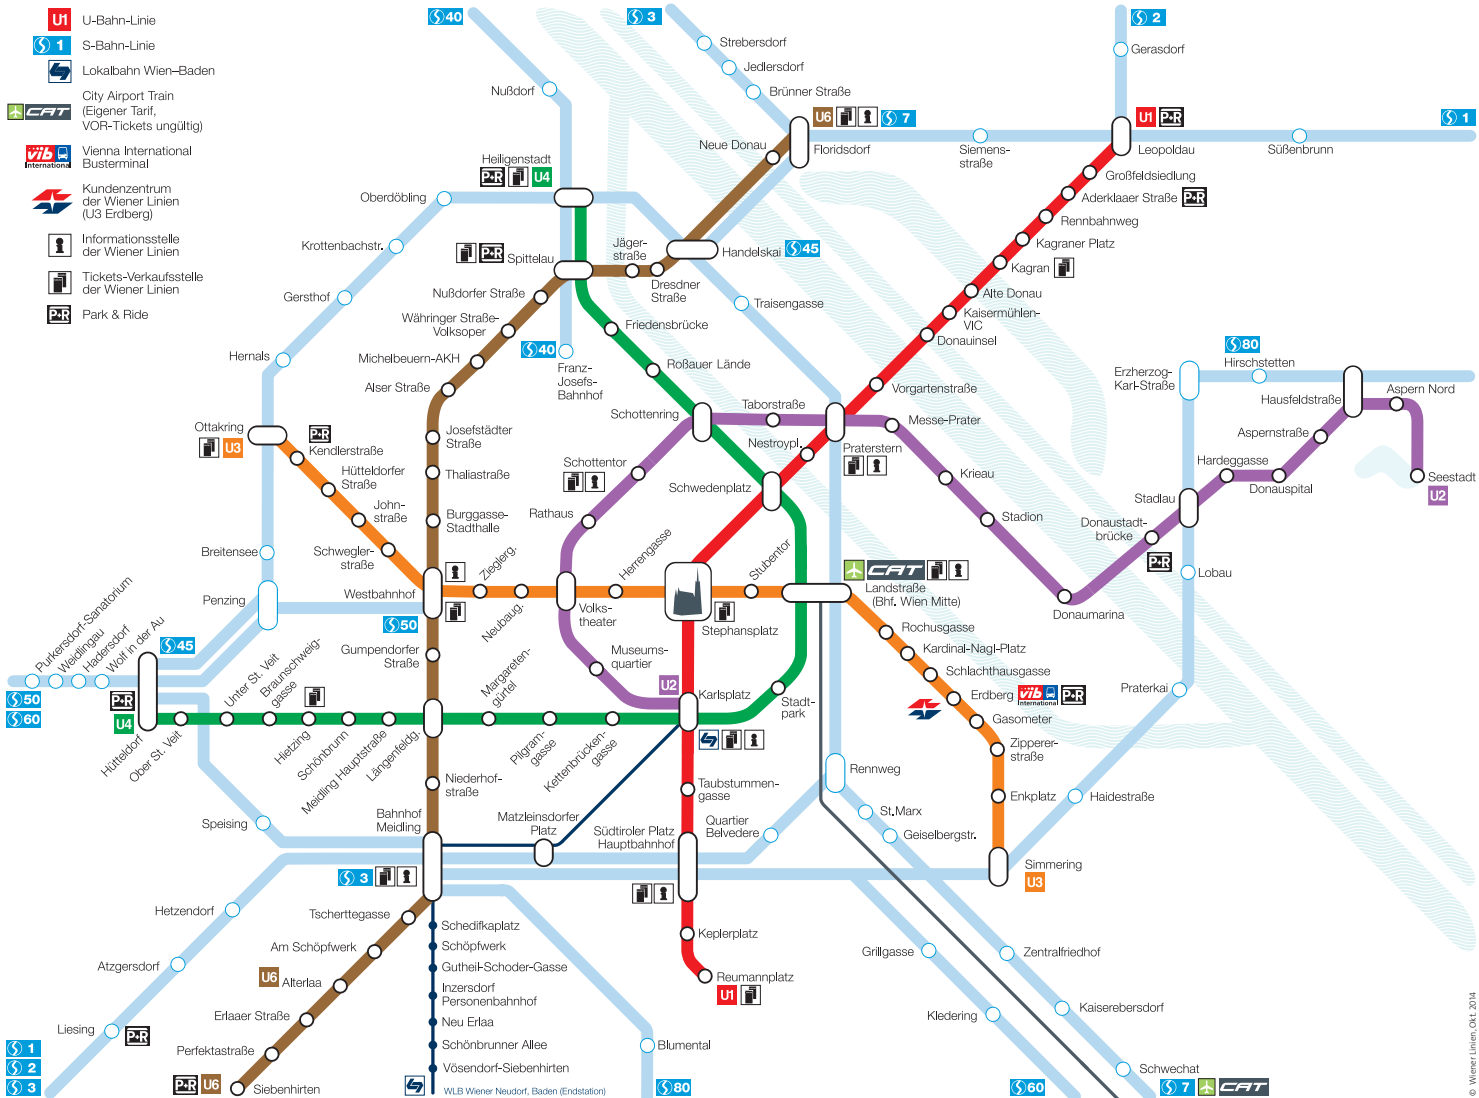 U1 U-Bahn-Linie
S 1 S-Bahn-Linie
Lokalbahn Wien–Baden
CAT
City Airport Train
(Eigener Tarif,
VOR-Tickets ungültig)
vib
International
Vienna International
Busterminal
Kundenzentrum
der Wiener Linien
(U3 Erdberg)
Informationsstelle
der Wiener Linien
Tickets-Verkaufsstelle
der Wiener Linien
P+R Park & Ride
S 40
S 3
S 2
Strebersdorf
Jedlersdorf
Brünner Straße
Gerasdorf
Nußdorf
U6
S 7
U1 P+R
S 1
Neue Donau
Floridsdorf
Siemens-
straße
Leopoldau
Süßenbrunn
Heiligenstadt
P+R U4
Großfeldsiedlung
Oberdöbling
Aderklaaer Straße P+R
Rennbahnweg
Krottenbachstr.
P+R Spittelau
Jäger-
straße
Handelskai S 45
Kagraner Platz
Kagran
Gersthof
Nußdorfer Straße
Dresdner
Straße
Traisengasse
Alte Donau
Währinger Straße-
Volksoper
Friedensbrücke
Kaisermühlen-
VIC
Donauinsel
Hernals
Michelbeuern-AKH
S 40
Franz-
Josefs-
Bahnhof
Roßauer Lände
S 80
Hirschstetten
Erzherzog-
Karl-Straße
Alser Straße
Vorgartenstraße
Aspern Nord
Hausfeldstraße
Schottenring
Taborstraße
Messe-Prater
Ottakring
U3
P+R
Kendlerstraße
Josefstädter
Straße
Nestroypl.
Praterstern
Aspernstraße
Hütteldorfer
Straße
Thaliastraße
Schottentor
Schwedenplatz
Krieau
Hardeggasse
Donauspital
Seestadt
U2
John-
straße
Burggasse-
Stadthalle
Rathaus
Stadion
Stadlau
Donaustadt-
brücke
P+R
Breitensee
Schwegler-
straße
Zieglerg.
Herrengasse
Stubentor
CAT
Landstraße
(Bhf. Wien Mitte)
Lobau
Penzing
Westbahnhof
S 50
Neubaug.
Volks-
theater
Stephansplatz
Donaumarina
Purkersdorf-Sanatorium
Weidlingau
Hadersdorf
Wolf in der Au
S 45
S 50
S 60
Gumpendorfer
Straße
Museums-
quartier
Rochusgasse
Kardinal-Nagl-Platz
Schlachthausgasse
Erdberg
vib
International
P+R
Praterkai
P+R
U4
Hütteldorf
Ober St. Veit
Unter St. Veit
Braunschweig-
gasse
Hietzing
Schönbrunn
Meidling Hauptstraße
Längenfeldg.
Margareten-
gürtel
Pilgram-
gasse
Kettenbrücken-
gasse
U2
Karlsplatz
Stadt-
park
Gasometer
Zipperer-
straße
Niederhof-
straße
Taubstummen-
gasse
Rennweg
Enkplatz
Haidestraße
Speising
Bahnhof
Meidling
Matzleinsdorfer
Platz
Südtiroler Platz
Hauptbahnhof
Quartier
Belvedere
St.Marx
Geiselbergstr.
S 3
Simmering
U3
Hetzendorf
Tscherttegasse
Schedifkaplatz
Keplerplatz
Am Schöpfwerk
Schöpfwerk
Grillgasse
Zentralfriedhof
Atzgersdorf
U6 Alterlaa
Gutheil-Schoder-Gasse
Reumannplatz
U1
Inzersdorf
Personenbahnhof
Liesing
P+R
Erlaaer Straße
Neu Erlaa
Kledering
Kaiserebersdorf
S 1
S 2
S 3
Perfektastraße
Schönbrunner Allee
Blumental
Vösendorf-Siebenhirten
Schwechat
P+R U6
Siebenhirten
WLB Wiener Neudorf, Baden (Endstation)
S 80
S 60
S 7 CAT
© Wiener Linien, Okt. 2014